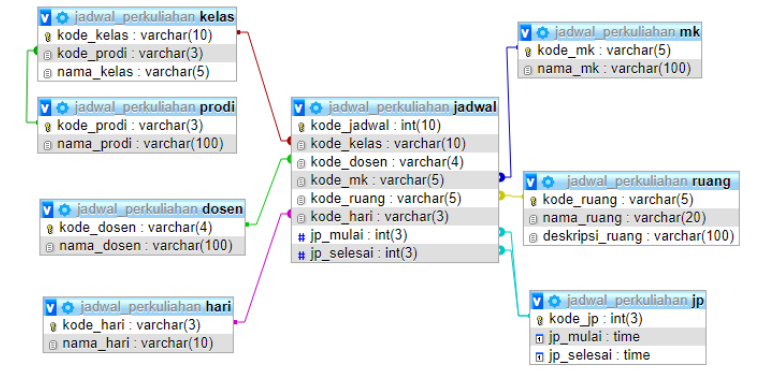 jadwal_perkuliahan kelas
kode_kelas : varchar(10)
kode_prodi : varchar(3)
nama_kelas : varchar(5)
jadwal_perkuliahan prodi
kode_prodi : varchar(3)
nama_prodi : varchar(100)
jadwal_perkuliahan dosen
kode_dosen : varchar(4)
nama_dosen : varchar(100)
jadwal_perkuliahan hari
kode_hari : varchar(3)
nama_hari : varchar(10)
jadwal_perkuliahan jadwal
kode_jadwal : int(10)
kode_kelas : varchar(10)
kode_dosen : varchar(4)
kode_mk : varchar(5)
kode_ruang : varchar(5)
kode_hari : varchar(3)
# jp_mulai : int(3)
# jp_selesai : int(3)
jadwal_perkuliahan mk
kode_mk : varchar(5)
nama_mk : varchar(100)
jadwal_perkuliahan ruang
kode_ruang : varchar(5)
nama_ruang : varchar(20)
deskripsi_ruang : varchar(100)
jadwal_perkuliahan jp
kode_jp : int(3)
jp_mulai : time
jp_selesai : time